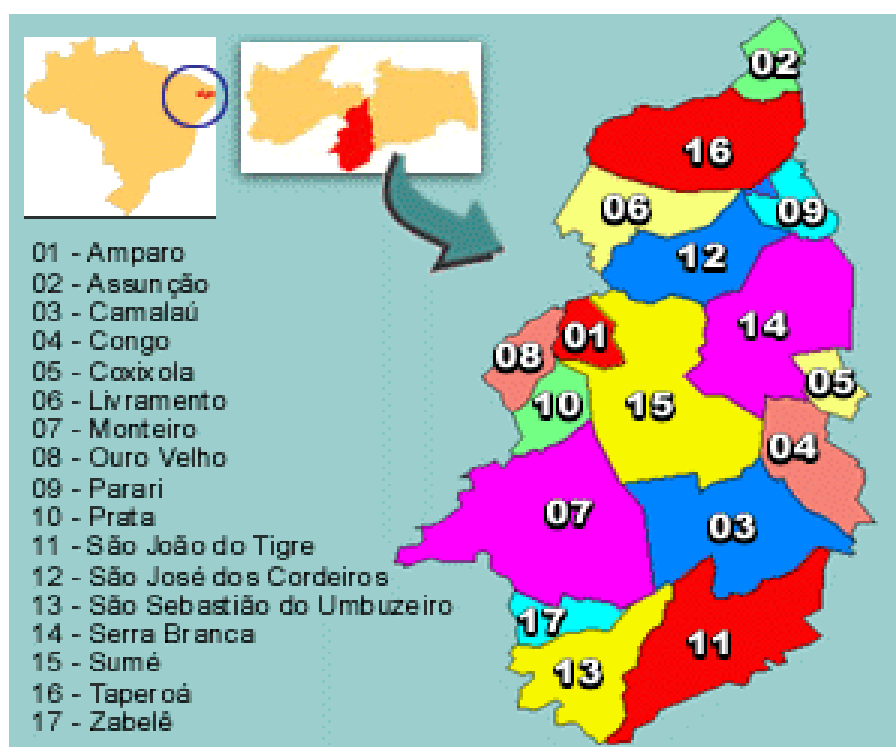 01 - Amparo
02 - Assunção
03 - Camalaú
04 - Congo
05 - Coxixola
06 - Livramento
07 - Monteiro
08 - Ouro Velho
09 - Parari
10 - Prata
11 - São João do Tigre
12 - São José dos Cordeiros
13 - São Sebastião do Umbuzeiro
14 - Serra Branca
15 - Sumé
16 - Taperoá
17 - Zabelê
02
16
06
09
12
14
01
08
05
10
15
04
07
03
17
11
13